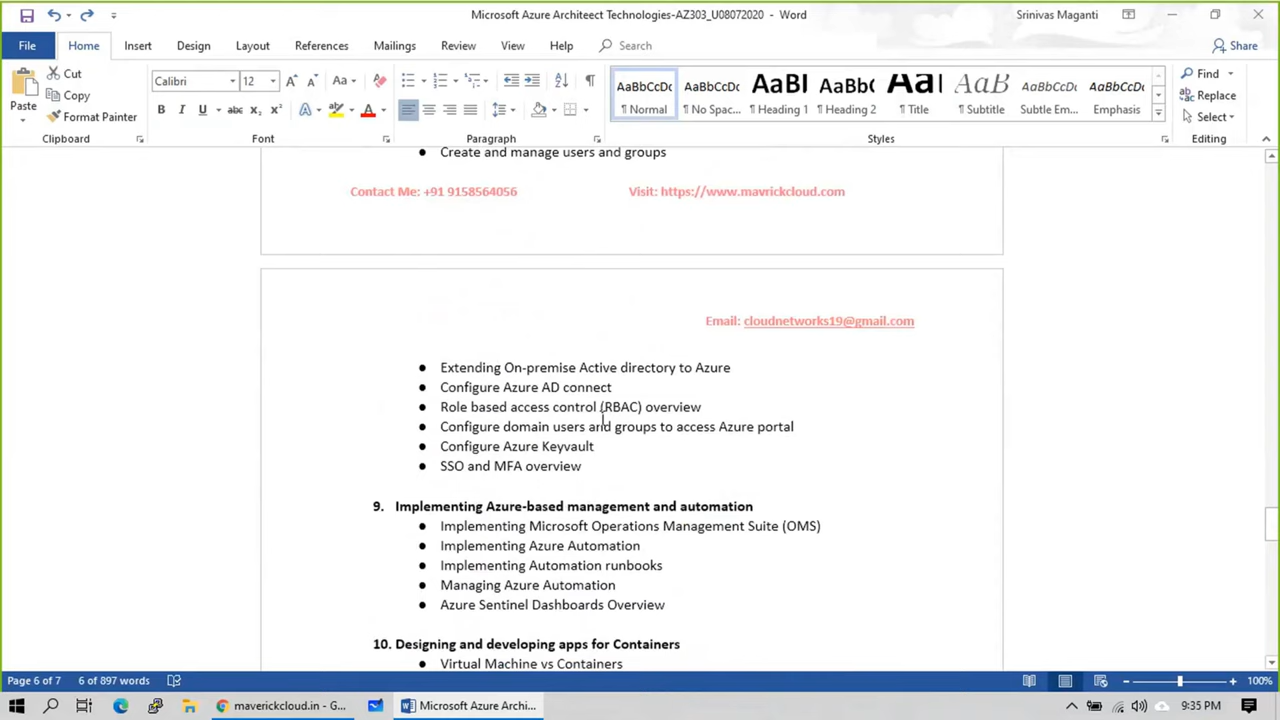 Microsoft Azure Architeect Technologies-AZ303_U08072020 - Word
Srinivas Maganti
File Home Insert Design Layout References Mailings Review View Help Search Share
Paste
Cut
Copy
Format Painter
Clipboard
Calibri 12
Font
Paragraph
AaBbCcDc AaBbCcDc AaBl AaBbC Aal AaB AaBbCcDt AaBbCcDt
¶ Normal ¶ No Spac... ¶ Heading 1 ¶ Heading 2 ¶ Title ¶ Subtitle Subtle Em... Emphasis
Styles
Find
Replace
Select
Editing
● Create and manage users and groups
Contact Me: +91 9158564056 Visit: https://www.mavrickcloud.com
Email: cloudnetworks19@gmail.com
● Extending On-premise Active directory to Azure
● Configure Azure AD connect
● Role based access control (RBAC) overview
● Configure domain users and groups to access Azure portal
● Configure Azure Keyvault
● SSO and MFA overview
9. Implementing Azure-based management and automation
● Implementing Microsoft Operations Management Suite (OMS)
● Implementing Azure Automation
● Implementing Automation runbooks
● Managing Azure Automation
● Azure Sentinel Dashboards Overview
10. Designing and developing apps for Containers
● Virtual Machine vs Containers
Page 6 of 7 6 of 897 words 100%
maverickcloud.in - G... Microsoft Azure Archi... 9:35 PM